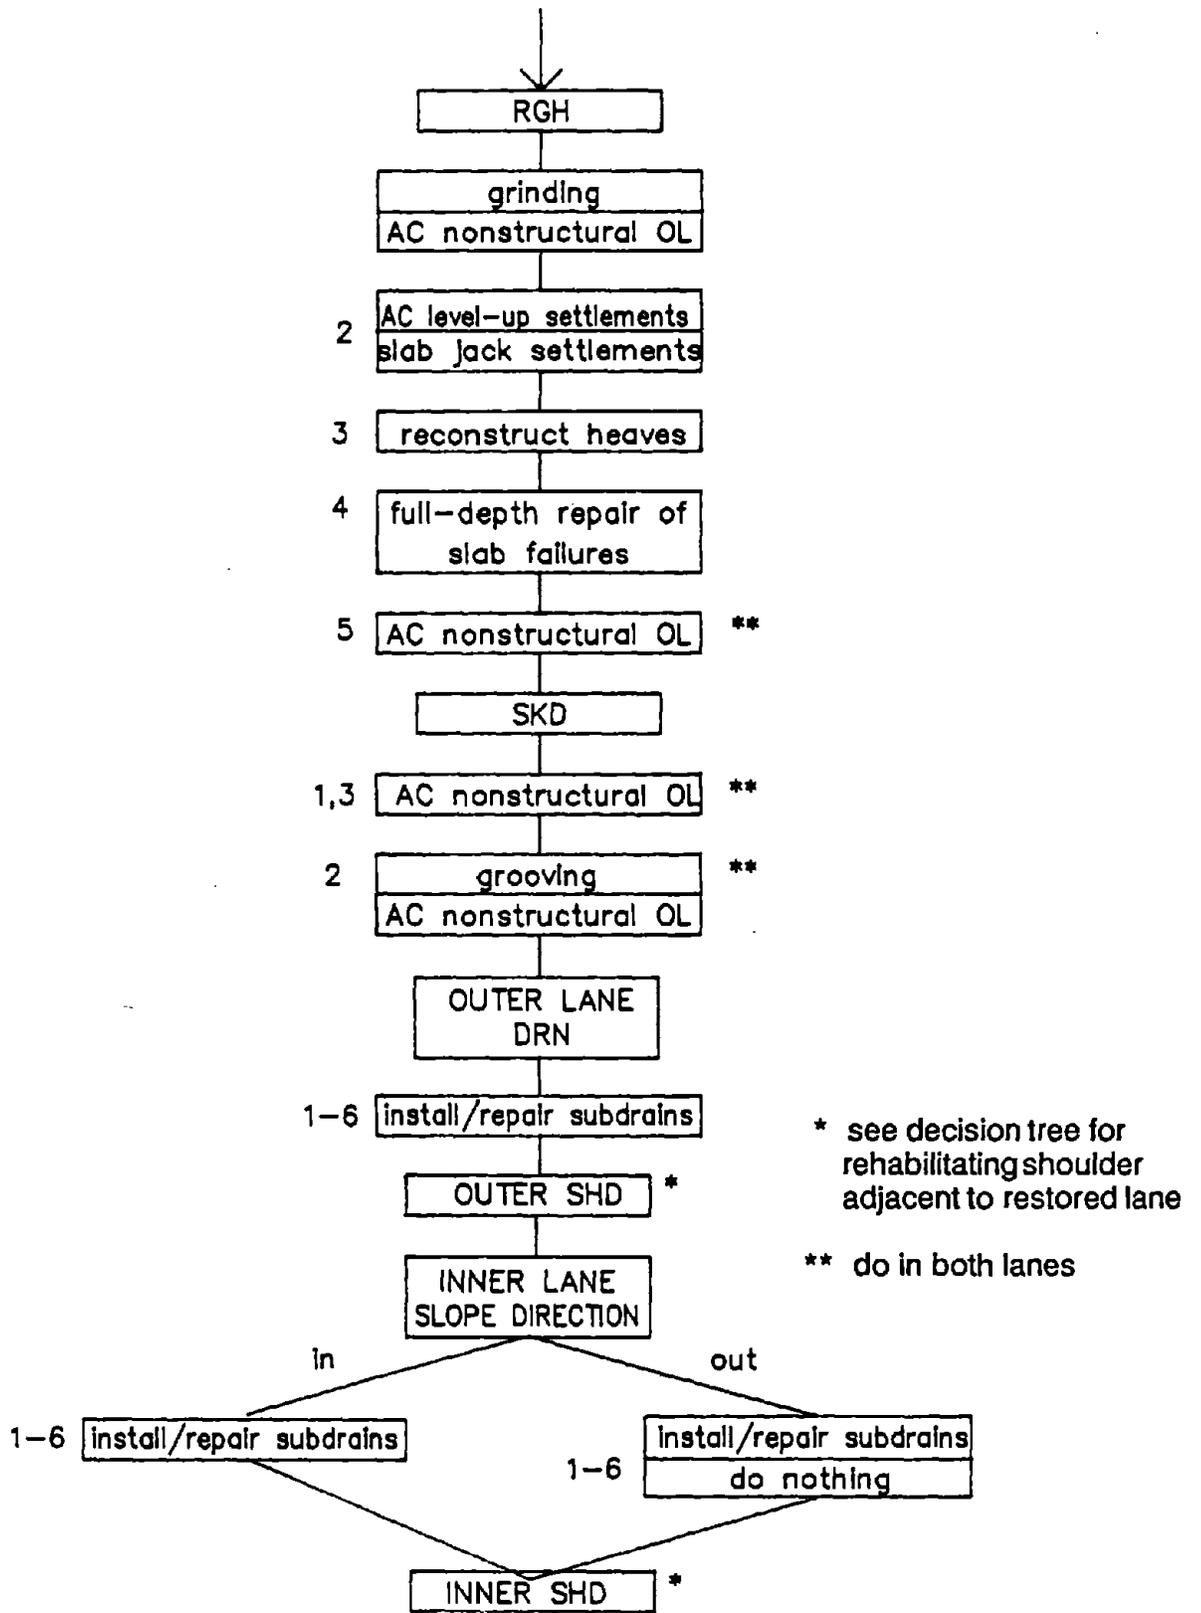 RGH
grinding
AC nonstructural OL
2
AC level-up settlements
slab jack settlements
3
reconstruct heaves
4
full-depth repair of
slab failures
5
AC nonstructural OL
**
SKD
1,3
AC nonstructural OL
**
2
grooving
**
AC nonstructural OL
OUTER LANE
DRN
1-6
install/repair subdrains
* see decision tree for
rehabilitating shoulder
adjacent to restored lane
OUTER SHD
*
** do in both lanes
INNER LANE
SLOPE DIRECTION
in
out
1-6
install/repair subdrains
1-6
install/repair subdrains
do nothing
INNER SHD
*